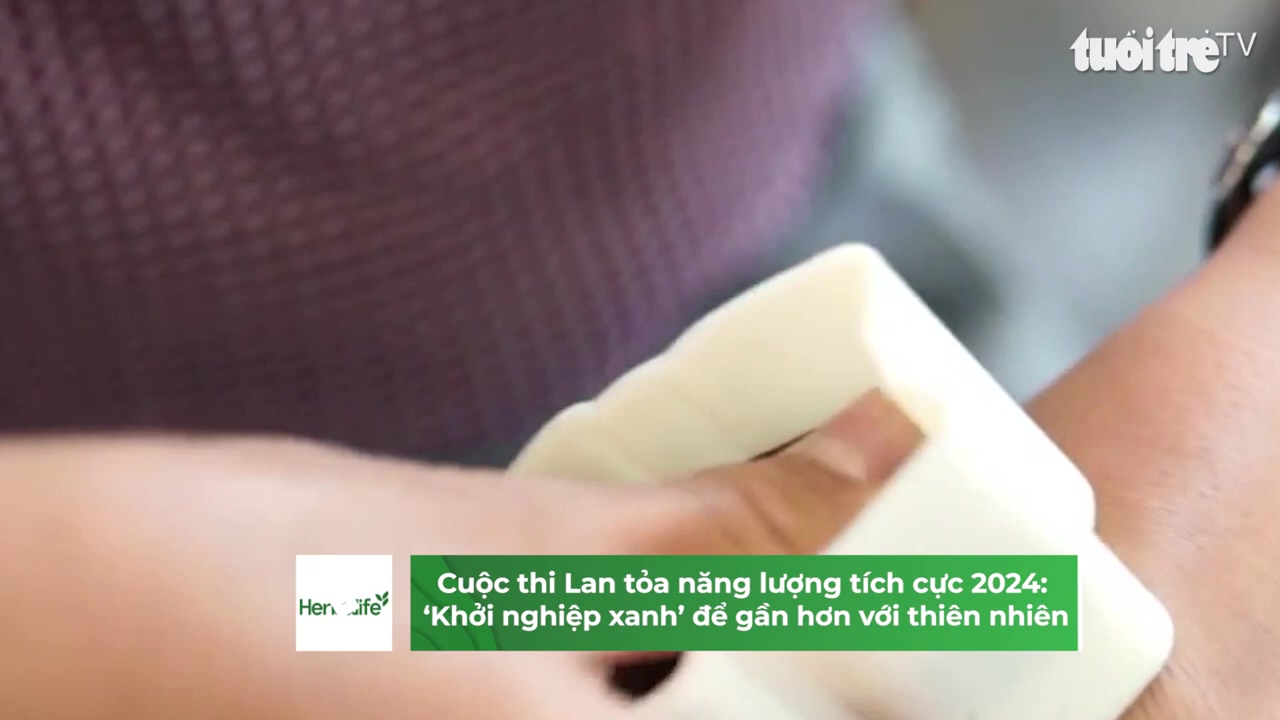 tuổi trẻ TV
Herbalife
Cuộc thi Lan tỏa năng lượng tích cực 2024:
‘Khởi nghiệp xanh’ để gần hơn với thiên nhiên